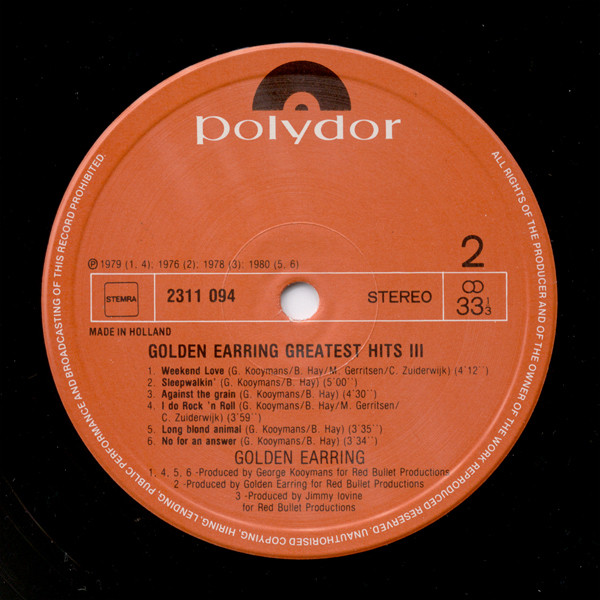 polydor
ALL RIGHTS OF THE PRODUCER AND OF THE OWNER OF THE WORK REPRODUCED RESERVED. UNAUTHORISED COPYING, HIRING, LENDING, PUBLIC PERFORMANCE AND BROADCASTING OF THIS RECORD PROHIBITED.
2
℗ 1979 (1, 4); 1976 (2); 1978 (3); 1980 (5, 6)
STEMRA
2311 094
STEREO
33 1/3
MADE IN HOLLAND
GOLDEN EARRING GREATEST HITS III
1. Weekend Love (G. Kooymans/B. Hay/M. Gerritsen/C. Zuiderwijk) (4'12'')
2. Sleepwalkin' (G. Kooymans/B. Hay) (5'00'')
3. Against the grain (G. Kooymans/B. Hay) (4'30'')
4. I do Rock 'n Roll (G. Kooymans/B. Hay/M. Gerritsen/
C. Zuiderwijk) (3'59'')
5. Long blond animal (G. Kooymans/B. Hay) (3'35'')
6. No for an answer (G. Kooymans/B. Hay) (3'34'')
GOLDEN EARRING
1, 4, 5, 6 -Produced by George Kooymans for Red Bullet Productions
2 -Produced by Golden Earring for Red Bullet Productions
3 -Produced by Jimmy Iovine
for Red Bullet Productions